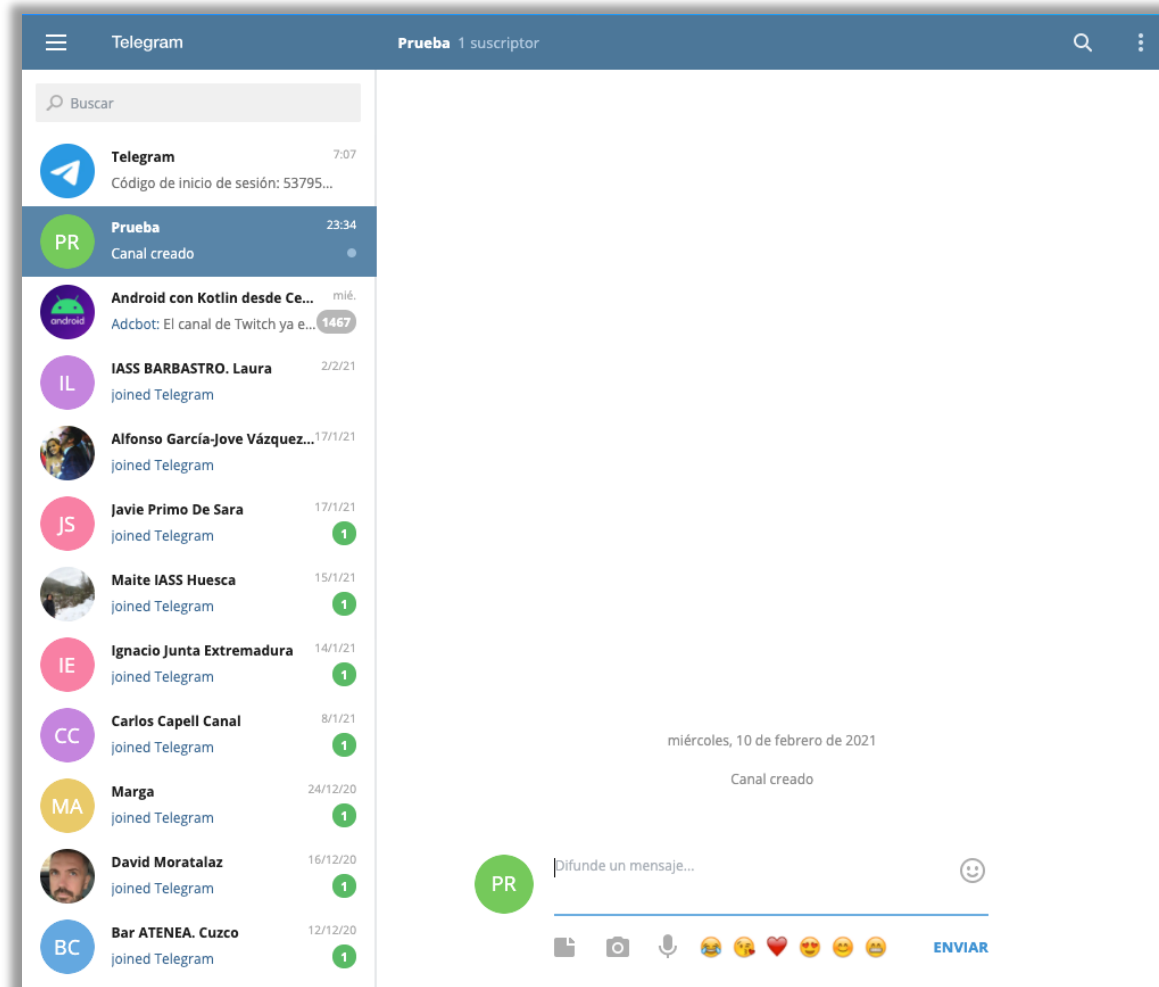 Telegram
Prueba 1 suscriptor
Buscar
Telegram 7:07
Código de inicio de sesión: 53795...
PR
Prueba 23:34
Canal creado
android
Android con Kotlin desde Ce... mié.
Adcbot: El canal de Twitch ya e... 1467
IL
IASS BARBASTRO. Laura 2/2/21
joined Telegram
Alfonso García-Jove Vázquez... 17/1/21
joined Telegram
JS
Javie Primo De Sara 17/1/21
joined Telegram 1
Maite IASS Huesca 15/1/21
joined Telegram 1
IE
Ignacio Junta Extremadura 14/1/21
joined Telegram 1
CC
Carlos Capell Canal 8/1/21
joined Telegram 1
MA
Marga 24/12/20
joined Telegram 1
David Moratalaz 16/12/20
joined Telegram 1
BC
Bar ATENEA. Cuzco 12/12/20
joined Telegram 1
miércoles, 10 de febrero de 2021
Canal creado
PR
Difunde un mensaje...
ENVIAR